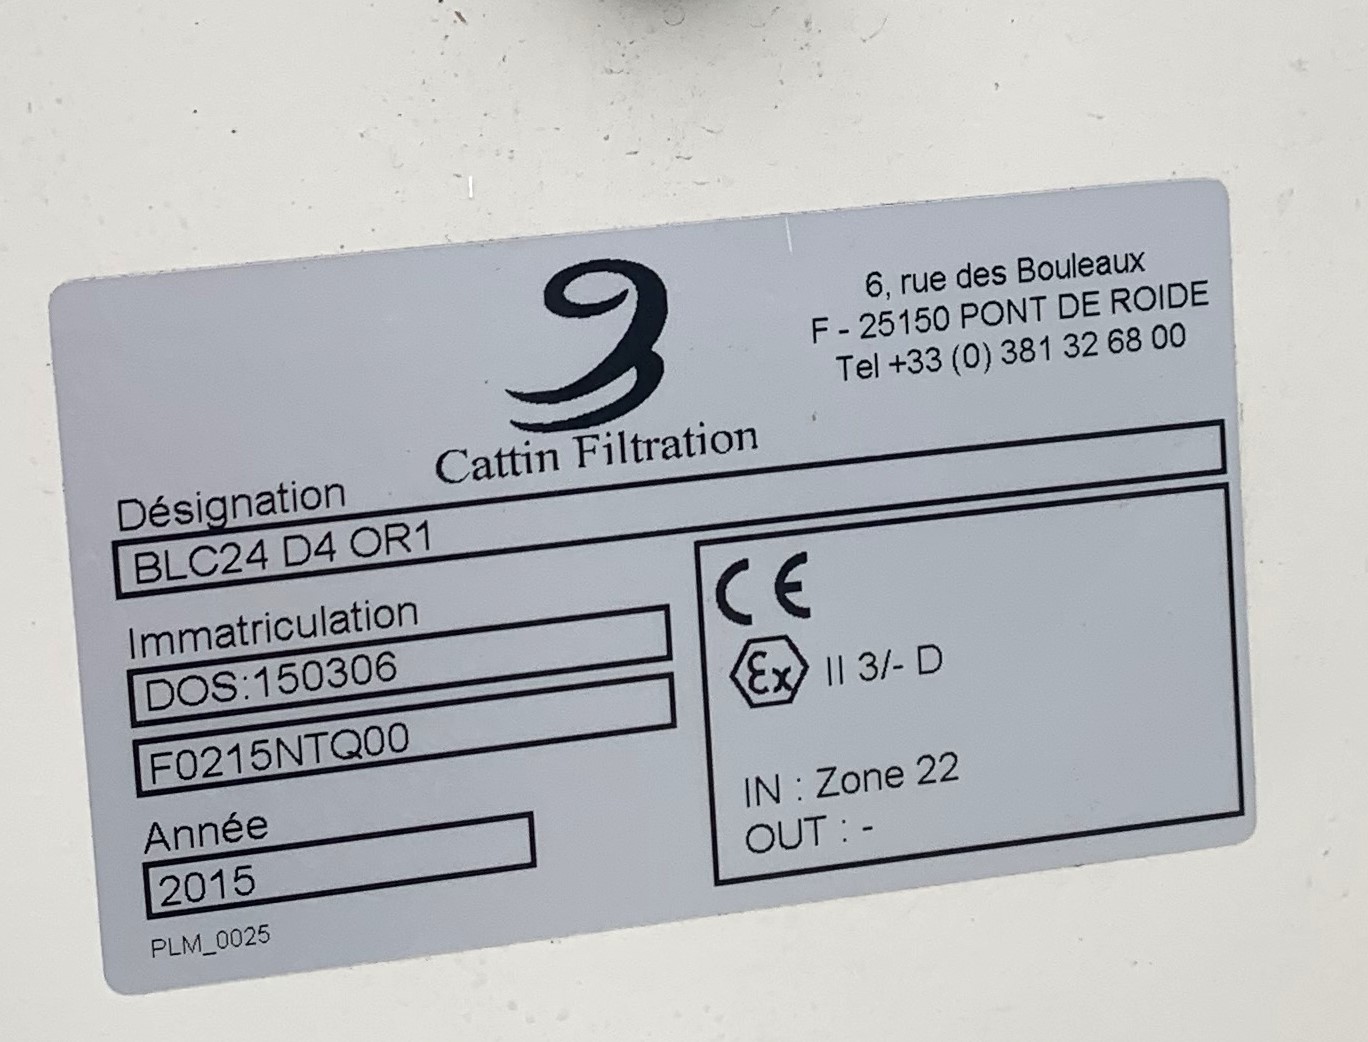 6, rue des Bouleaux
F - 25150 PONT DE ROIDE
Tel +33 (0) 381 32 68 00
Cattin Filtration
Désignation
BLC24 D4 OR1
Immatriculation
DOS:150306
F0215NTQ00
Année
2015
PLM_0025
CE
Ex II 3/- D
IN : Zone 22
OUT : -